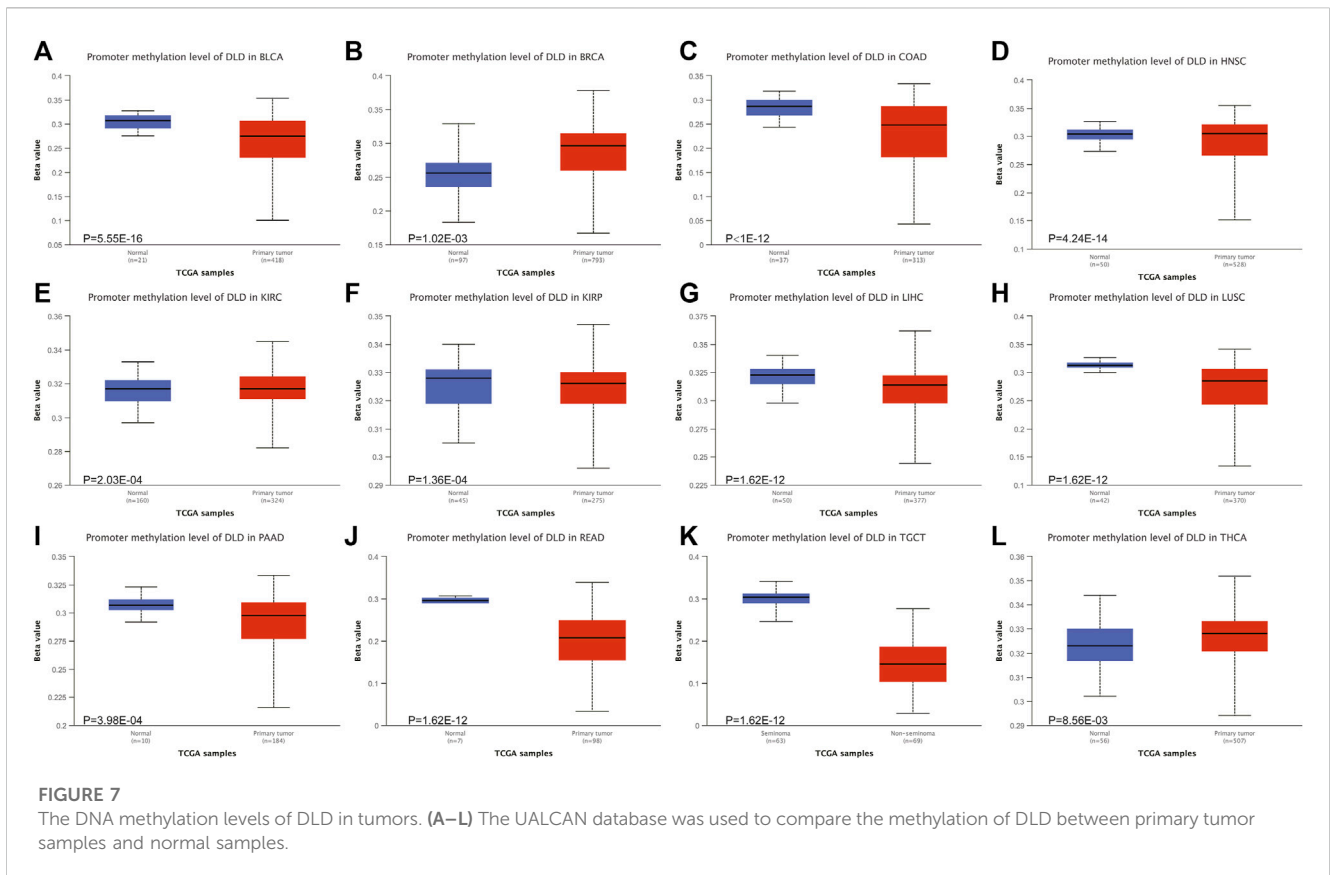 A
Promoter methylation level of DLD in BLCA
Beta value
0.4
0.35
0.3
0.25
0.2
0.15
0.1
0.05
P=5.55E-16
Normal
(n=21)
Primary tumor
(n=418)
TCGA samples
B
Promoter methylation level of DLD in BRCA
Beta value
0.4
0.35
0.3
0.25
0.2
0.15
P=1.02E-03
Normal
(n=97)
Primary tumor
(n=793)
TCGA samples
C
Promoter methylation level of DLD in COAD
Beta value
0.35
0.3
0.25
0.2
0.15
0.1
0.05
0
P<1E-12
Normal
(n=37)
Primary tumor
(n=313)
TCGA samples
D
Promoter methylation level of DLD in HNSC
Beta value
0.4
0.35
0.3
0.25
0.2
0.15
0.1
P=4.24E-14
Normal
(n=50)
Primary tumor
(n=528)
TCGA samples
E
Promoter methylation level of DLD in KIRC
Beta value
0.36
0.34
0.32
0.3
0.28
0.26
P=2.03E-04
Normal
(n=160)
Primary tumor
(n=324)
TCGA samples
F
Promoter methylation level of DLD in KIRP
Beta value
0.35
0.34
0.33
0.32
0.31
0.3
0.29
P=1.36E-04
Normal
(n=45)
Primary tumor
(n=275)
TCGA samples
G
Promoter methylation level of DLD in LIHC
Beta value
0.375
0.35
0.325
0.3
0.275
0.25
0.225
P=1.62E-12
Normal
(n=50)
Primary tumor
(n=377)
TCGA samples
H
Promoter methylation level of DLD in LUSC
Beta value
0.4
0.35
0.3
0.25
0.2
0.15
0.1
P=1.62E-12
Normal
(n=42)
Primary tumor
(n=370)
TCGA samples
I
Promoter methylation level of DLD in PAAD
Beta value
0.35
0.325
0.3
0.275
0.25
0.225
0.2
P=3.98E-04
Normal
(n=10)
Primary tumor
(n=184)
TCGA samples
J
Promoter methylation level of DLD in READ
Beta value
0.4
0.3
0.2
0.1
0
P=1.62E-12
Normal
(n=7)
Primary tumor
(n=98)
TCGA samples
K
Promoter methylation level of DLD in TGCT
Beta value
0.4
0.3
0.2
0.1
0
P=1.62E-12
Seminoma
(n=63)
Non-seminoma
(n=69)
TCGA samples
L
Promoter methylation level of DLD in THCA
Beta value
0.36
0.35
0.34
0.33
0.32
0.31
0.3
0.29
P=8.56E-03
Normal
(n=56)
Primary tumor
(n=507)
TCGA samples
FIGURE 7
The DNA methylation levels of DLD in tumors. (A–L) The UALCAN database was used to compare the methylation of DLD between primary tumor
samples and normal samples.